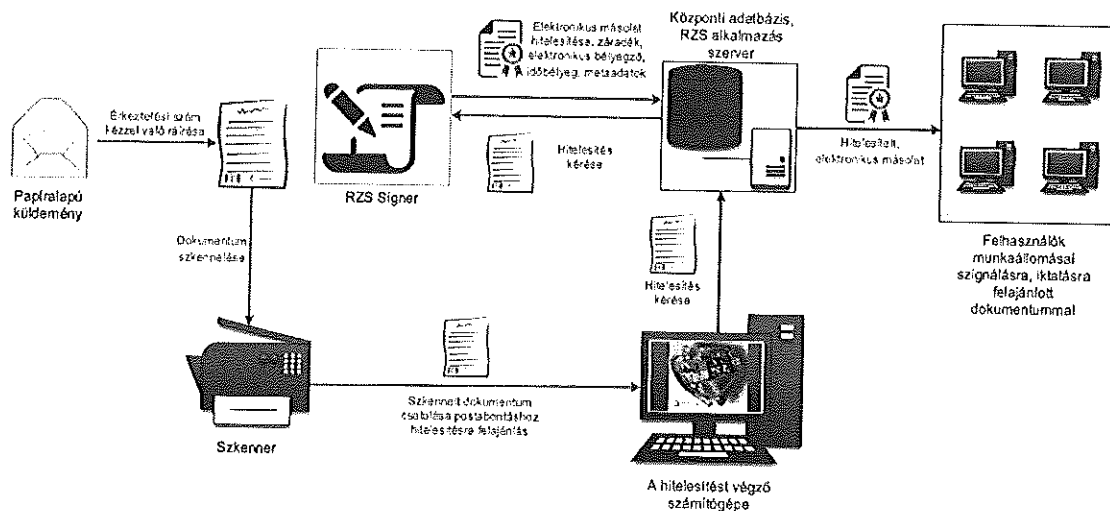 Érkeztetési szám
kézzel való ráírása
Papíralapú
küldemény
RZS Signer
Elektronikus másolat
hitelesítése, záradék,
elektronikus bélyegző,
időbélyeg, metaadatok
Hitelesítés
kérése
Központi adatbázis,
RZS alkalmazás
szerver
Hitelesített,
elektronikus másolat
Felhasználók
munkaállomásai
szignálásra, iktatásra
felajánlott
dokumentummal
Dokumentum
szkennelése
Szkenner
Szkennelt dokumentum
csatolása postabontáshoz
hitelesítésre felajánlás
Hitelesítés
kérése
A hitelesítést végző
számítógépe